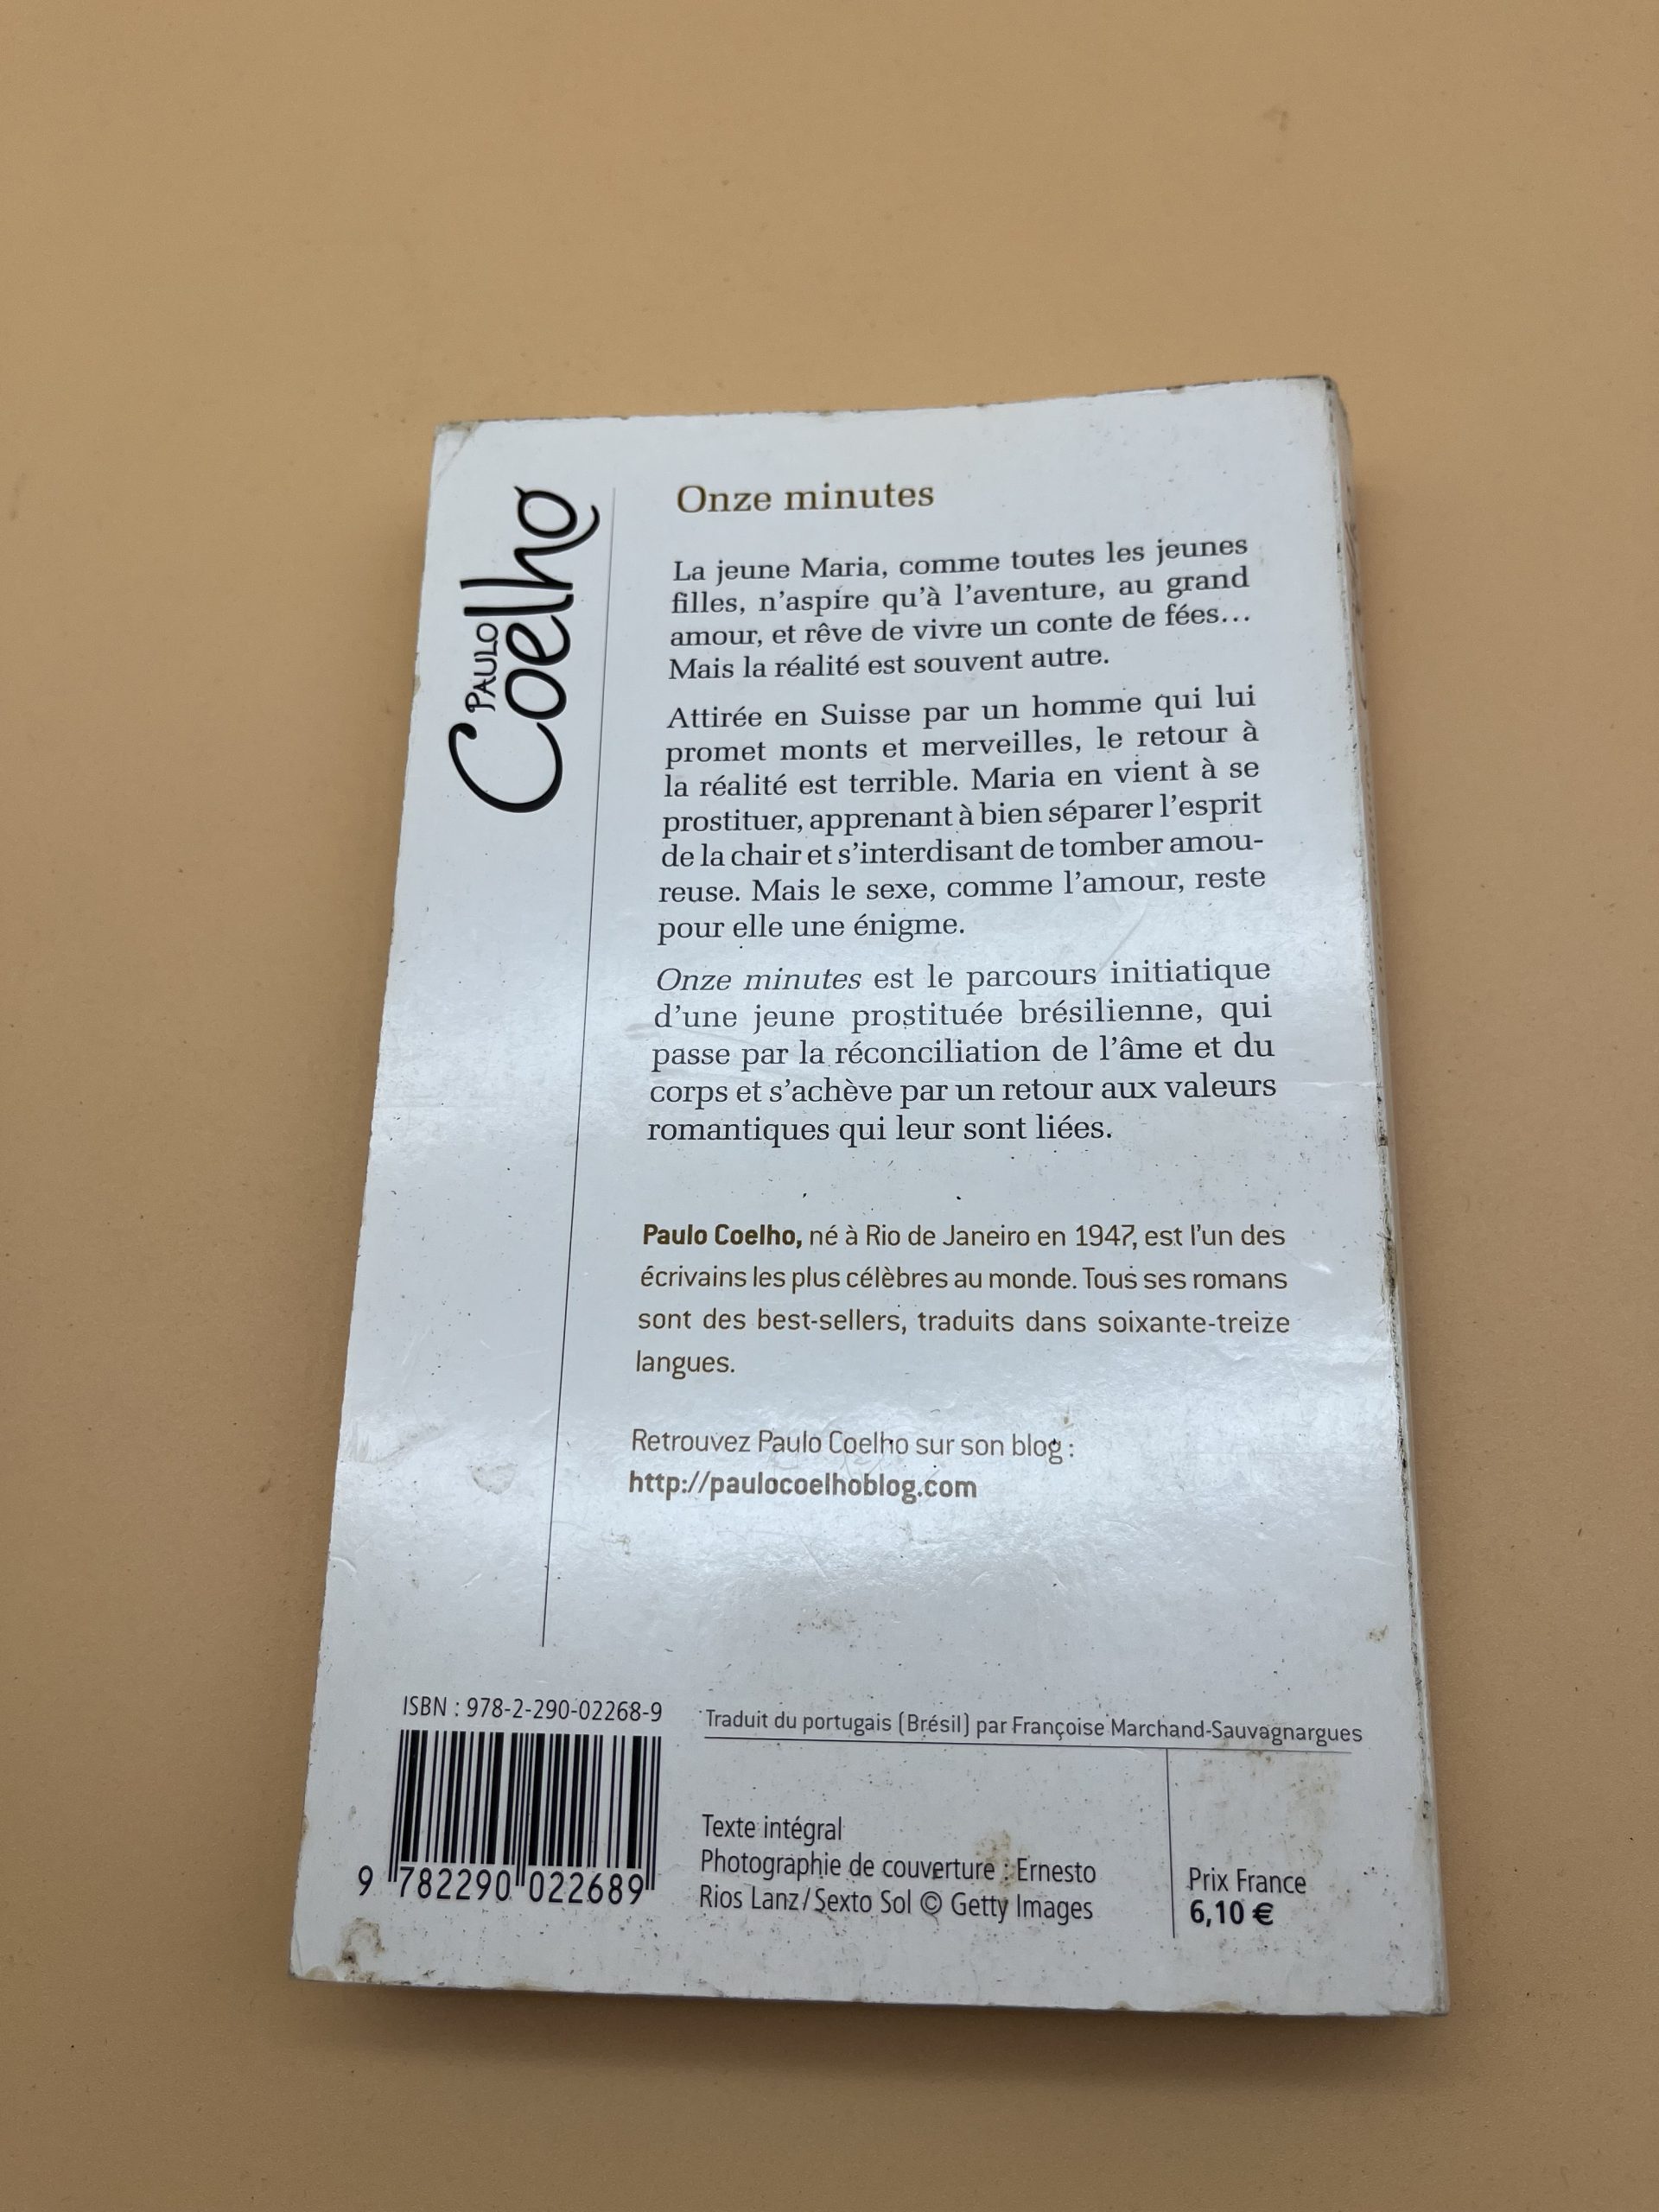 PAULO
Coelho
Onze minutes
La jeune Maria, comme toutes les jeunes
filles, n'aspire qu'à l'aventure, au grand
amour, et rêve de vivre un conte de fées...
Mais la réalité est souvent autre.
Attirée en Suisse par un homme qui lui
promet monts et merveilles, le retour à
la réalité est terrible. Maria en vient à se
prostituer, apprenant à bien séparer l'esprit
de la chair et s'interdisant de tomber amou-
reuse. Mais le sexe, comme l'amour, reste
pour elle une énigme.
Onze minutes est le parcours initiatique
d'une jeune prostituée brésilienne, qui
passe par la réconciliation de l'âme et du
corps et s'achève par un retour aux valeurs
romantiques qui leur sont liées.
Paulo Coelho, né à Rio de Janeiro en 1947, est l'un des
écrivains les plus célèbres au monde. Tous ses romans
sont des best-sellers, traduits dans soixante-treize
langues.
Retrouvez Paulo Coelho sur son blog :
http://paulocoelhoblog.com
ISBN : 978-2-290-02268-9
9 782290 022689
Traduit du portugais (Brésil) par Françoise Marchand-Sauvagnargues
Texte intégral
Photographie de couverture : Ernesto
Rios Lanz/Sexto Sol © Getty Images
Prix France
6,10 €